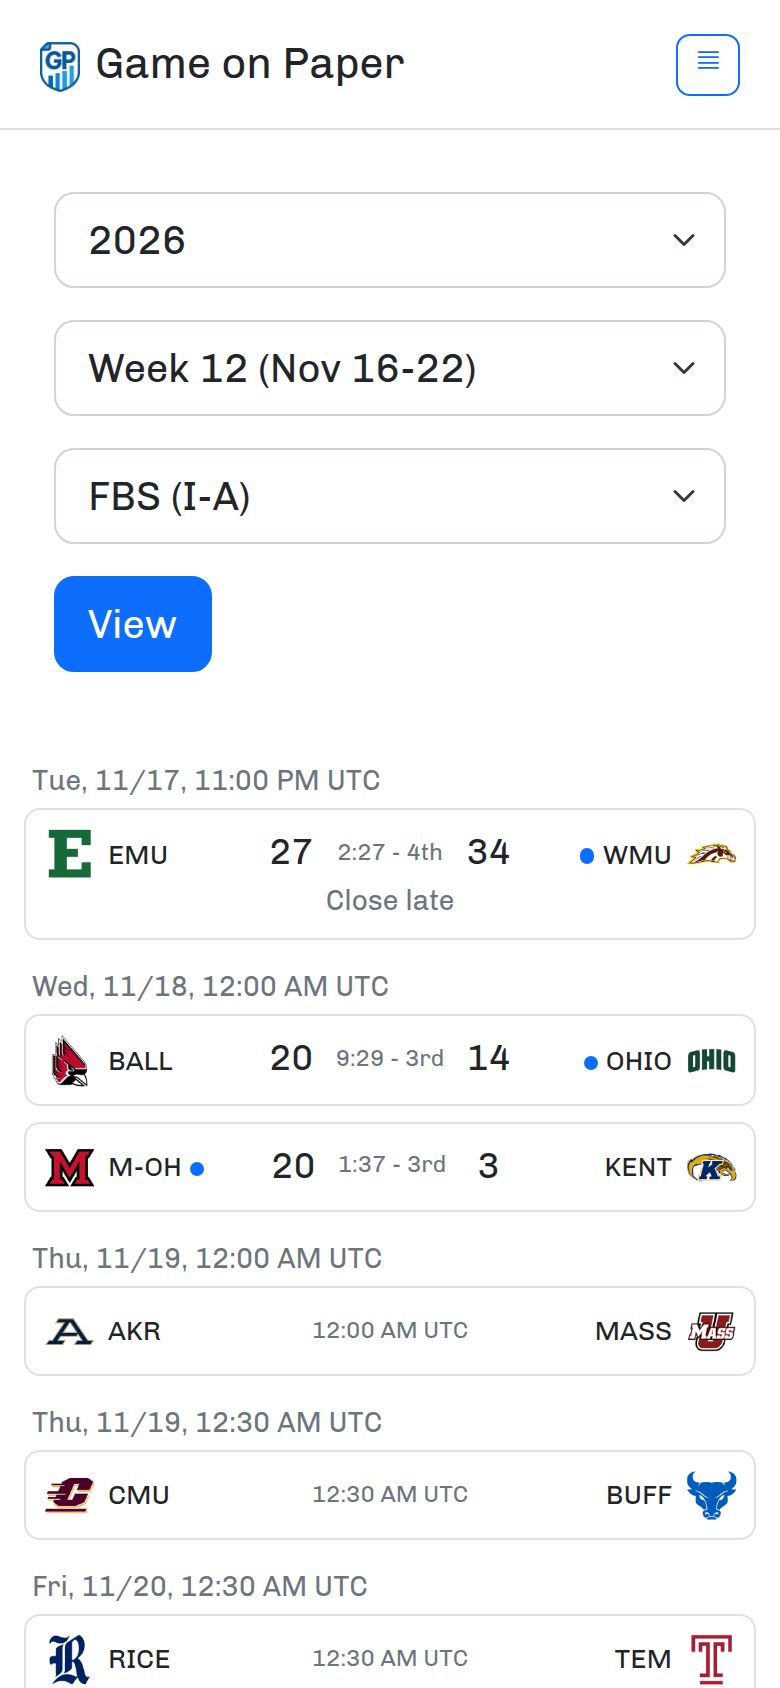 GP Game on Paper
2026
Week 12 (Nov 16-22)
FBS (I-A)
View
Tue, 11/17, 11:00 PM UTC
E EMU 27 2:27 - 4th 34 WMU
Close late
Wed, 11/18, 12:00 AM UTC
BALL 20 9:29 - 3rd 14 OHIO OHIO
M M-OH 20 1:37 - 3rd 3 KENT K
Thu, 11/19, 12:00 AM UTC
A AKR 12:00 AM UTC MASS U MASS
Thu, 11/19, 12:30 AM UTC
C CMU 12:30 AM UTC BUFF
Fri, 11/20, 12:30 AM UTC
R RICE 12:30 AM UTC TEM T